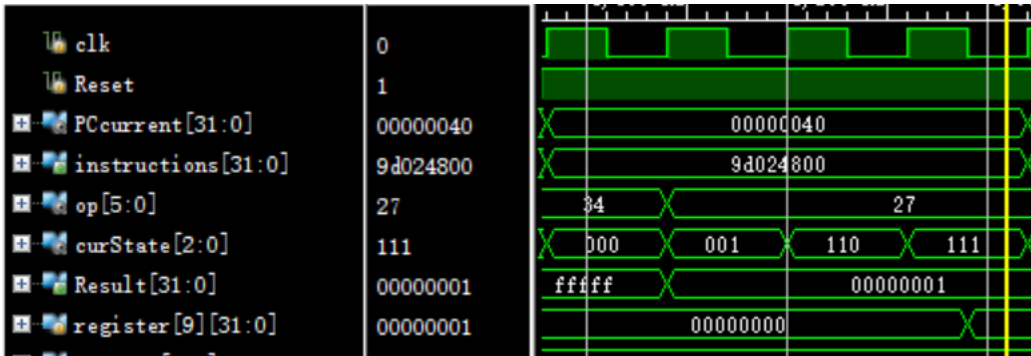 clk 0
Reset 1
PCcurrent[31:0] 00000040 00000040
instructions[31:0] 9d024800 9d024800
op[5:0] 27 34 27
curState[2:0] 111 000 001 110 111
Result[31:0] 00000001 fffff 00000001
register[9][31:0] 00000001 00000000